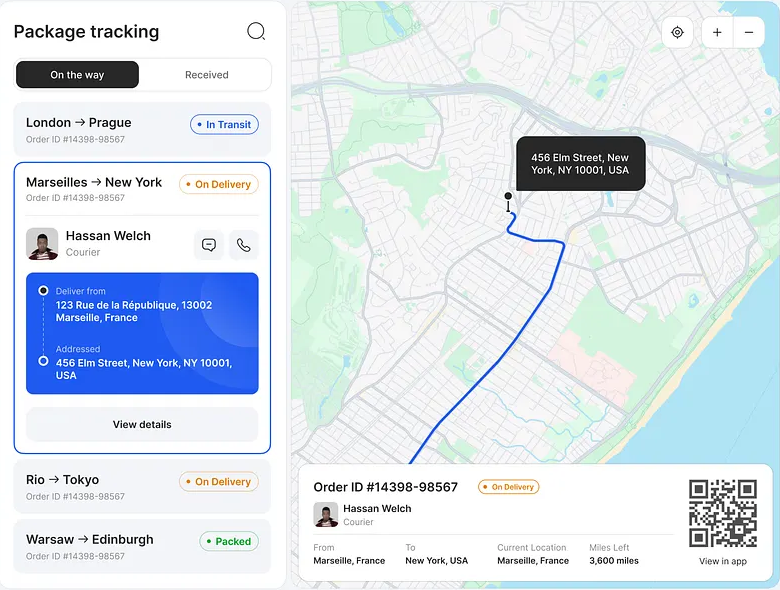 Package tracking
On the way
Received
London → Prague
In Transit
Order ID #14398-98567
Marseilles → New York
On Delivery
Order ID #14398-98567
Hassan Welch
Courier
Deliver from
123 Rue de la République, 13002
Marseille, France
Addressed
456 Elm Street, New York, NY 10001,
USA
View details
Rio → Tokyo
On Delivery
Order ID #14398-98567
Warsaw → Edinburgh
Packed
Order ID #14398-98567
456 Elm Street, New
York, NY 10001, USA
Order ID #14398-98567
On Delivery
Hassan Welch
Courier
From
To
Current Location
Miles Left
Marseille, France
New York, USA
Marseille, France
3,600 miles
View in app